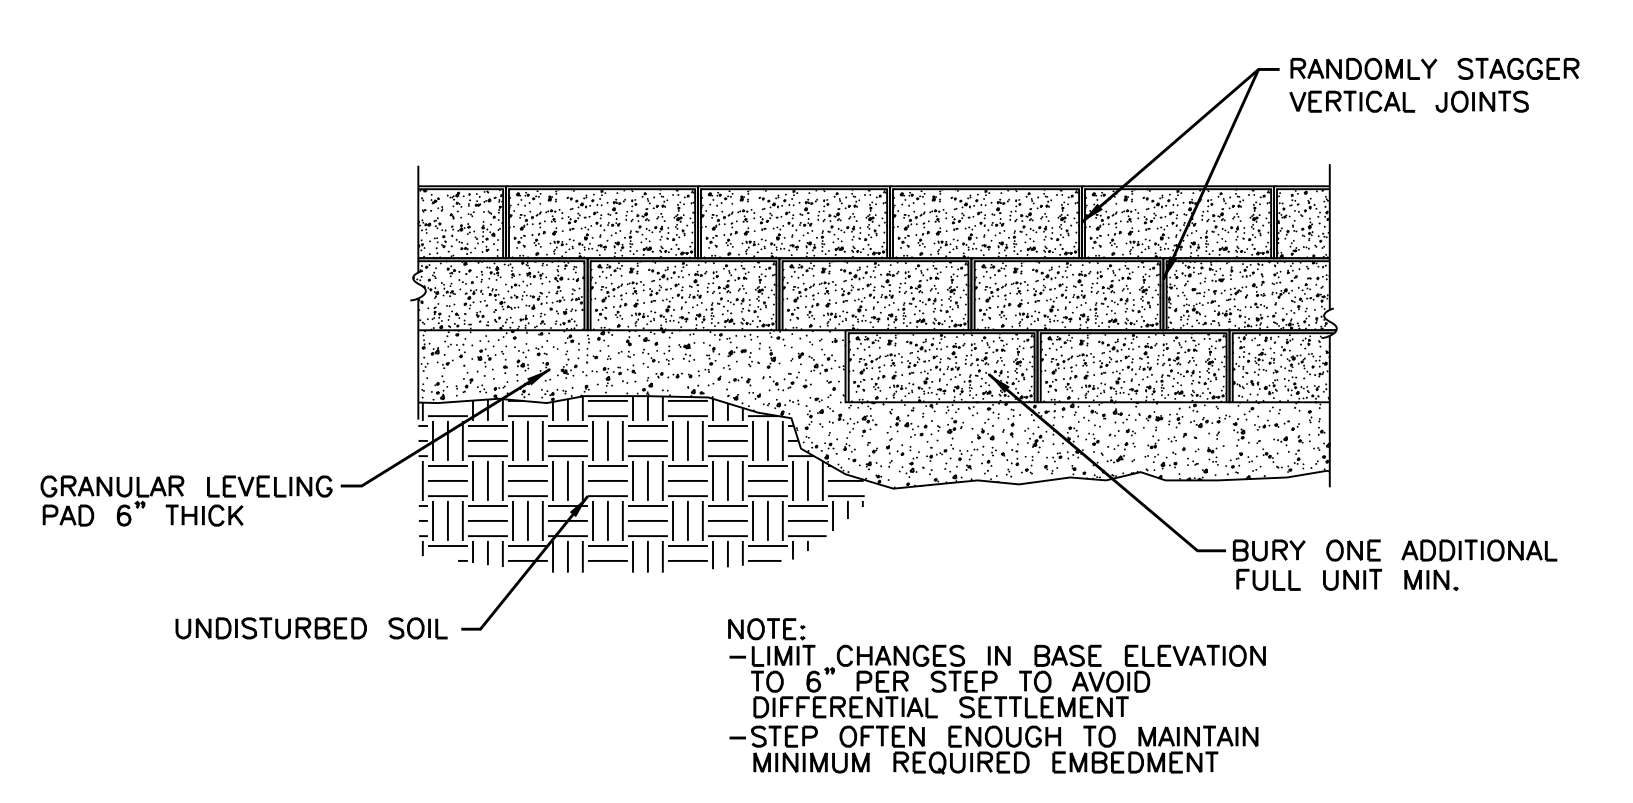 RANDOMLY STAGGER
VERTICAL JOINTS
GRANULAR LEVELING
PAD 6" THICK
BURY ONE ADDITIONAL
FULL UNIT MIN.
UNDISTURBED SOIL
NOTE:
-LIMIT CHANGES IN BASE ELEVATION
TO 6" PER STEP TO AVOID
DIFFERENTIAL SETTLEMENT
-STEP OFTEN ENOUGH TO MAINTAIN
MINIMUM REQUIRED EMBEDMENT